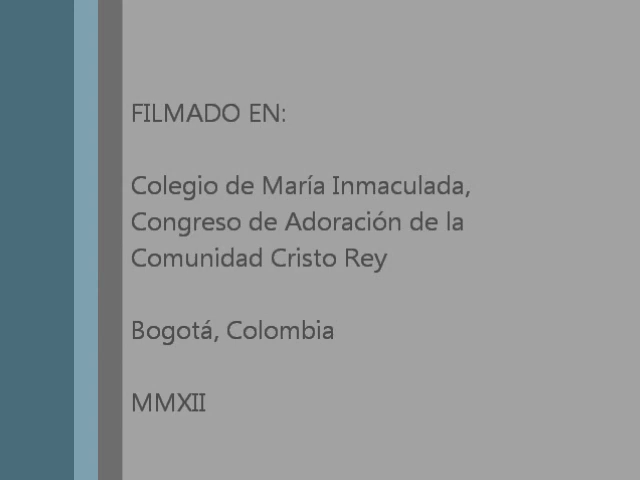 FILMADO EN:
Colegio de María Inmaculada,
Congreso de Adoración de la
Comunidad Cristo Rey
Bogotá, Colombia
MMXII